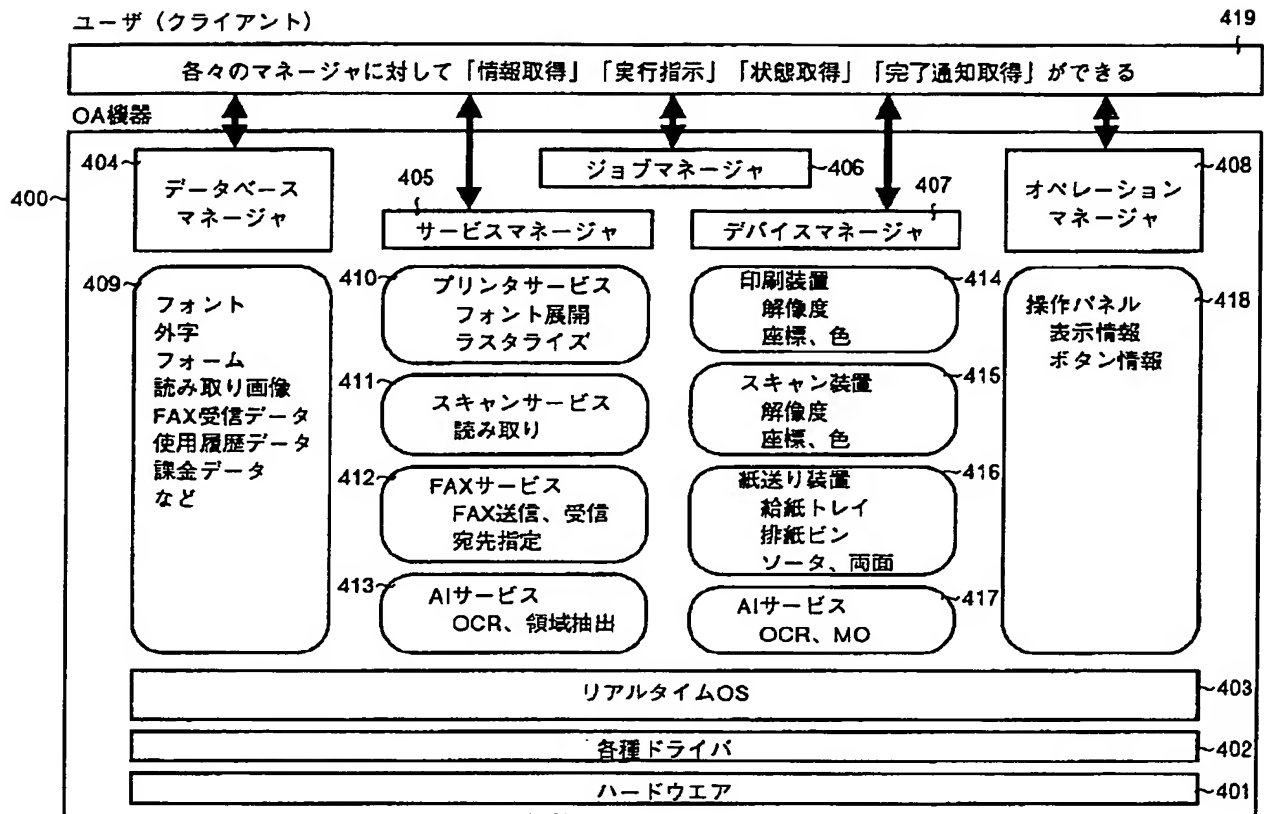 ユーザ（クライアント）
419
各々のマネージャに対して「情報取得」「実行指示」「状態取得」「完了通知取得」ができる
OA機器
400
404
データベース
マネージャ
405
サービスマネージャ
ジョブマネージャ
406
407
デバイスマネージャ
408
オペレーション
マネージャ
409
フォント
外字
フォーム
読み取り画像
FAX受信データ
使用履歴データ
課金データ
など
410
プリンタサービス
フォント展開
ラスタライズ
411
スキャンサービス
読み取り
412
FAXサービス
FAX送信、受信
宛先指定
413
AIサービス
OCR、領域抽出
414
印刷装置
解像度
座標、色
415
スキャン装置
解像度
座標、色
416
紙送り装置
給紙トレイ
排紙ビン
ソータ、両面
417
AIサービス
OCR、MO
418
操作パネル
表示情報
ボタン情報
リアルタイムOS
403
各種ドライバ
402
ハードウエア
401